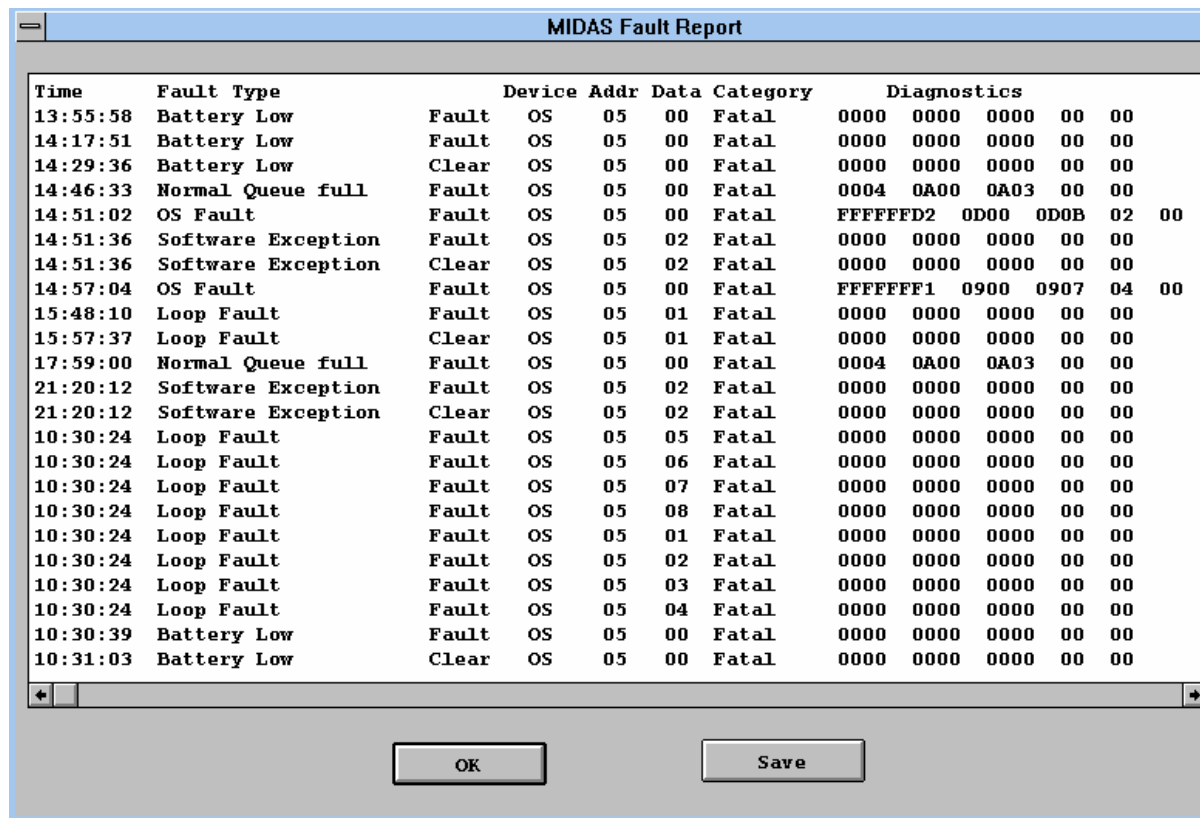 MIDAS Fault Report
Time Fault Type Device Addr Data Category Diagnostics
13:55:58 Battery Low Fault OS 05 00 Fatal 0000 0000 0000 00 00
14:17:51 Battery Low Fault OS 05 00 Fatal 0000 0000 0000 00 00
14:29:36 Battery Low Clear OS 05 00 Fatal 0000 0000 0000 00 00
14:46:33 Normal Queue full Fault OS 05 00 Fatal 0004 0A00 0A03 00 00
14:51:02 OS Fault Fault OS 05 00 Fatal FFFFFFD2 0D00 0D0B 02 00
14:51:36 Software Exception Fault OS 05 02 Fatal 0000 0000 0000 00 00
14:51:36 Software Exception Clear OS 05 02 Fatal 0000 0000 0000 00 00
14:57:04 OS Fault Fault OS 05 00 Fatal FFFFFFF1 0900 0907 04 00
15:48:10 Loop Fault Fault OS 05 01 Fatal 0000 0000 0000 00 00
15:57:37 Loop Fault Clear OS 05 01 Fatal 0000 0000 0000 00 00
17:59:00 Normal Queue full Fault OS 05 00 Fatal 0004 0A00 0A03 00 00
21:20:12 Software Exception Fault OS 05 02 Fatal 0000 0000 0000 00 00
21:20:12 Software Exception Clear OS 05 02 Fatal 0000 0000 0000 00 00
10:30:24 Loop Fault Fault OS 05 05 Fatal 0000 0000 0000 00 00
10:30:24 Loop Fault Fault OS 05 06 Fatal 0000 0000 0000 00 00
10:30:24 Loop Fault Fault OS 05 07 Fatal 0000 0000 0000 00 00
10:30:24 Loop Fault Fault OS 05 08 Fatal 0000 0000 0000 00 00
10:30:24 Loop Fault Fault OS 05 01 Fatal 0000 0000 0000 00 00
10:30:24 Loop Fault Fault OS 05 02 Fatal 0000 0000 0000 00 00
10:30:24 Loop Fault Fault OS 05 03 Fatal 0000 0000 0000 00 00
10:30:24 Loop Fault Fault OS 05 04 Fatal 0000 0000 0000 00 00
10:30:39 Battery Low Fault OS 05 00 Fatal 0000 0000 0000 00 00
10:31:03 Battery Low Clear OS 05 00 Fatal 0000 0000 0000 00 00
OK Save